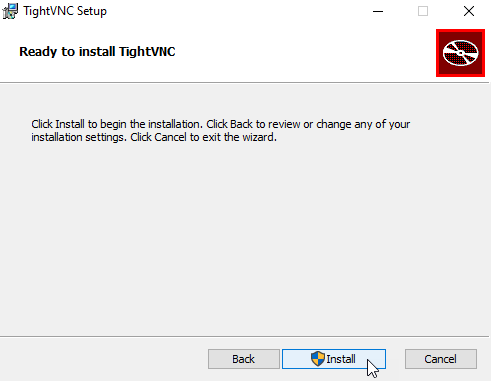 TightVNC Setup
Ready to install TightVNC
Click Install to begin the installation. Click Back to review or change any of your
installation settings. Click Cancel to exit the wizard.
Back
Install
Cancel